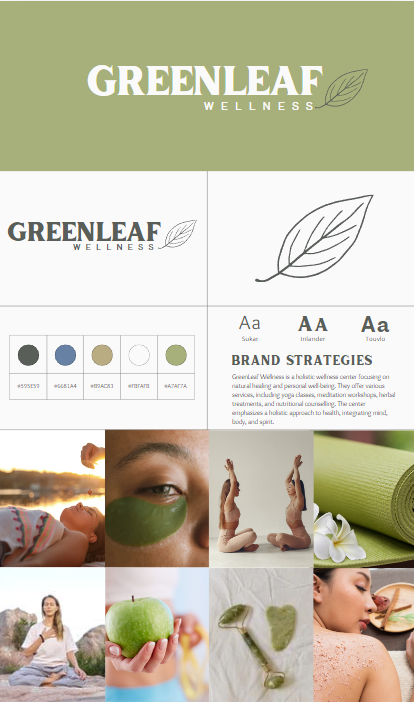 GREENLEAF
WELLNESS
GREENLEAF
WELLNESS
#595E59
#6681A4
#B9AC83
#FBFAFB
#A7AF7A
Aa AA Aa
Sukar Inlander Touvlo
BRAND STRATEGIES
GreenLeaf Wellness is a holistic wellness center focusing on
natural healing and personal well-being. They offer various
services, including yoga classes, meditation workshops, herbal
treatments, and nutritional counselling. The center
emphasizes a holistic approach to health, integrating mind,
body, and spirit.